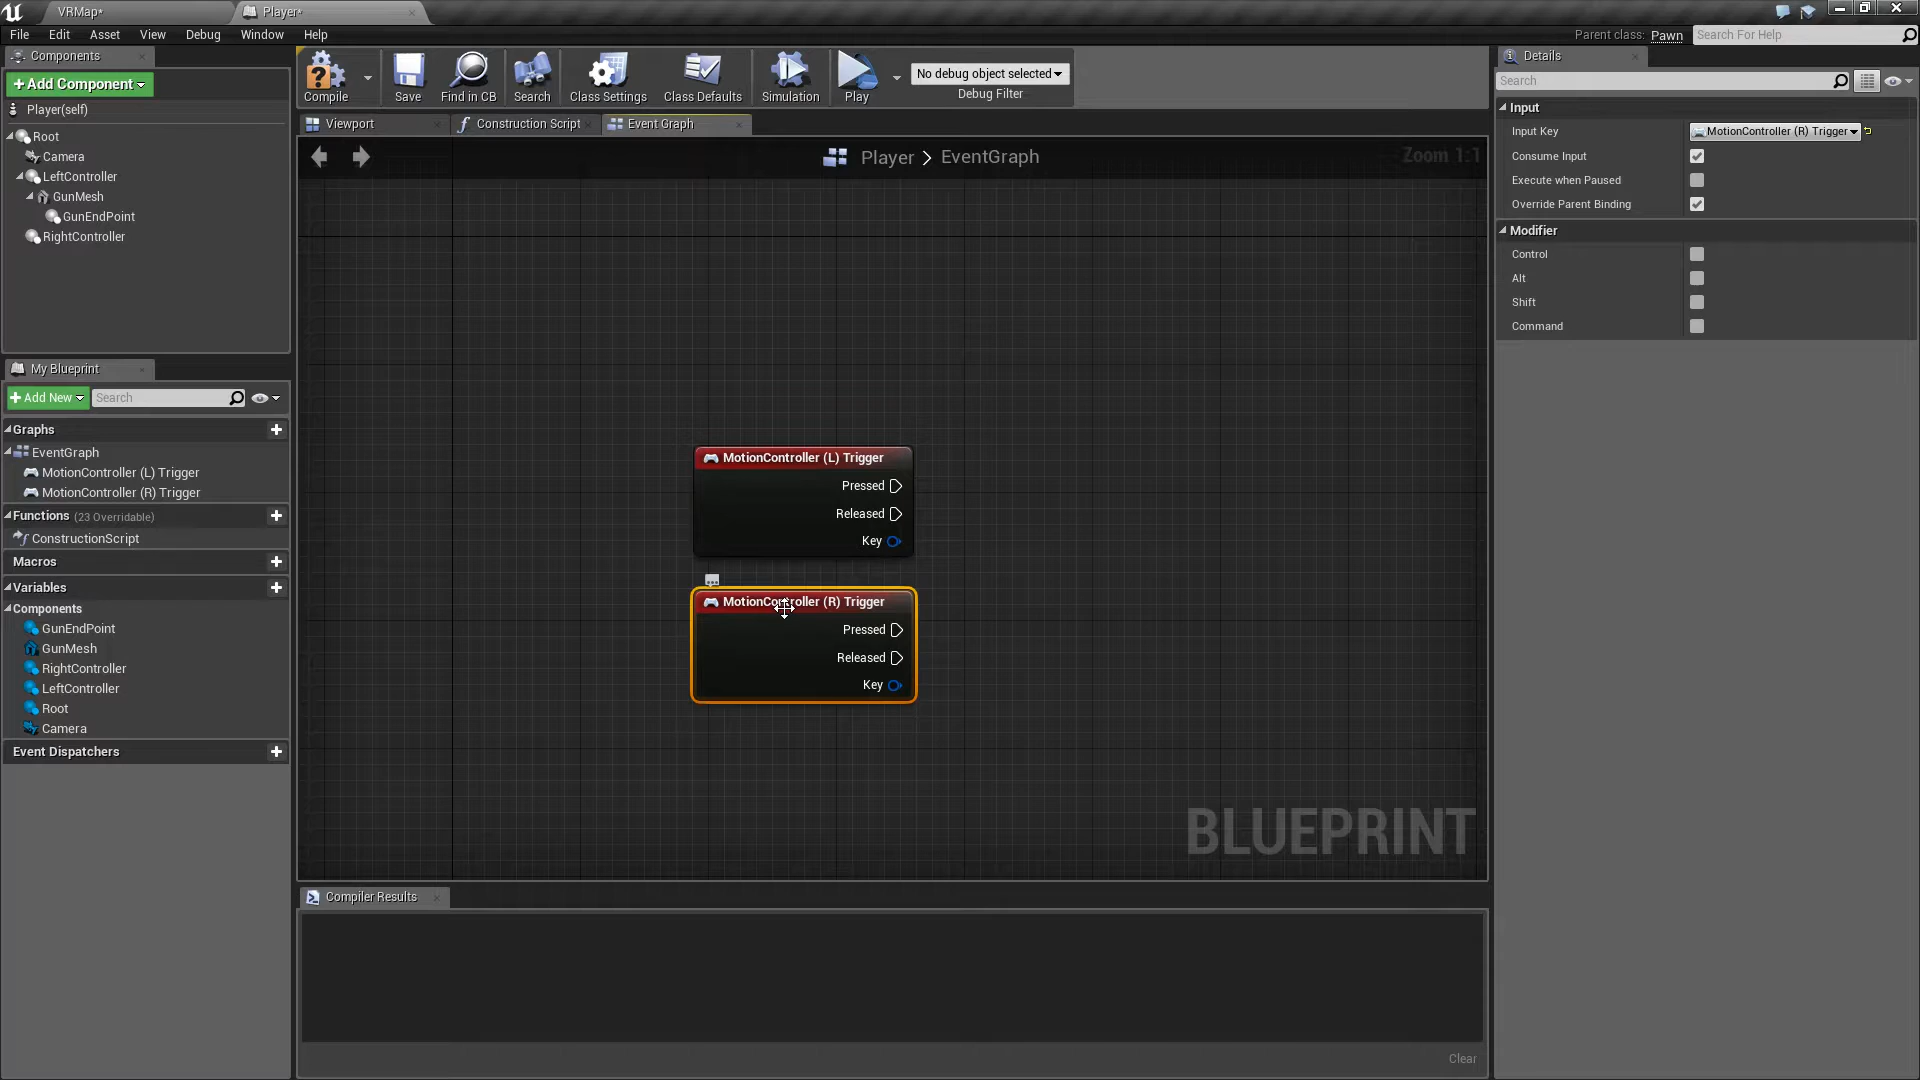 VRMap*
Player*
File Edit Asset View Debug Window Help
Parent class: Pawn
Search For Help
Components
+Add Component
Player(self)
Root
Camera
LeftController
GunMesh
GunEndPoint
RightController
My Blueprint
+Add New
Search
Graphs
EventGraph
MotionController (L) Trigger
MotionController (R) Trigger
Functions (23 Overridable)
ConstructionScript
Macros
Variables
Components
GunEndPoint
GunMesh
RightController
LeftController
Root
Camera
Event Dispatchers
Compile
Save
Find in CB
Search
Class Settings
Class Defaults
Simulation
Play
No debug object selected
Debug Filter
Viewport
Construction Script
Event Graph
Player > EventGraph
Zoom 1:1
MotionController (L) Trigger
Pressed
Released
Key
MotionController (R) Trigger
Pressed
Released
Key
BLUEPRINT
Compiler Results
Clear
Details
Search
Input
Input Key
MotionController (R) Trigger
Consume Input
Execute when Paused
Override Parent Binding
Modifier
Control
Alt
Shift
Command